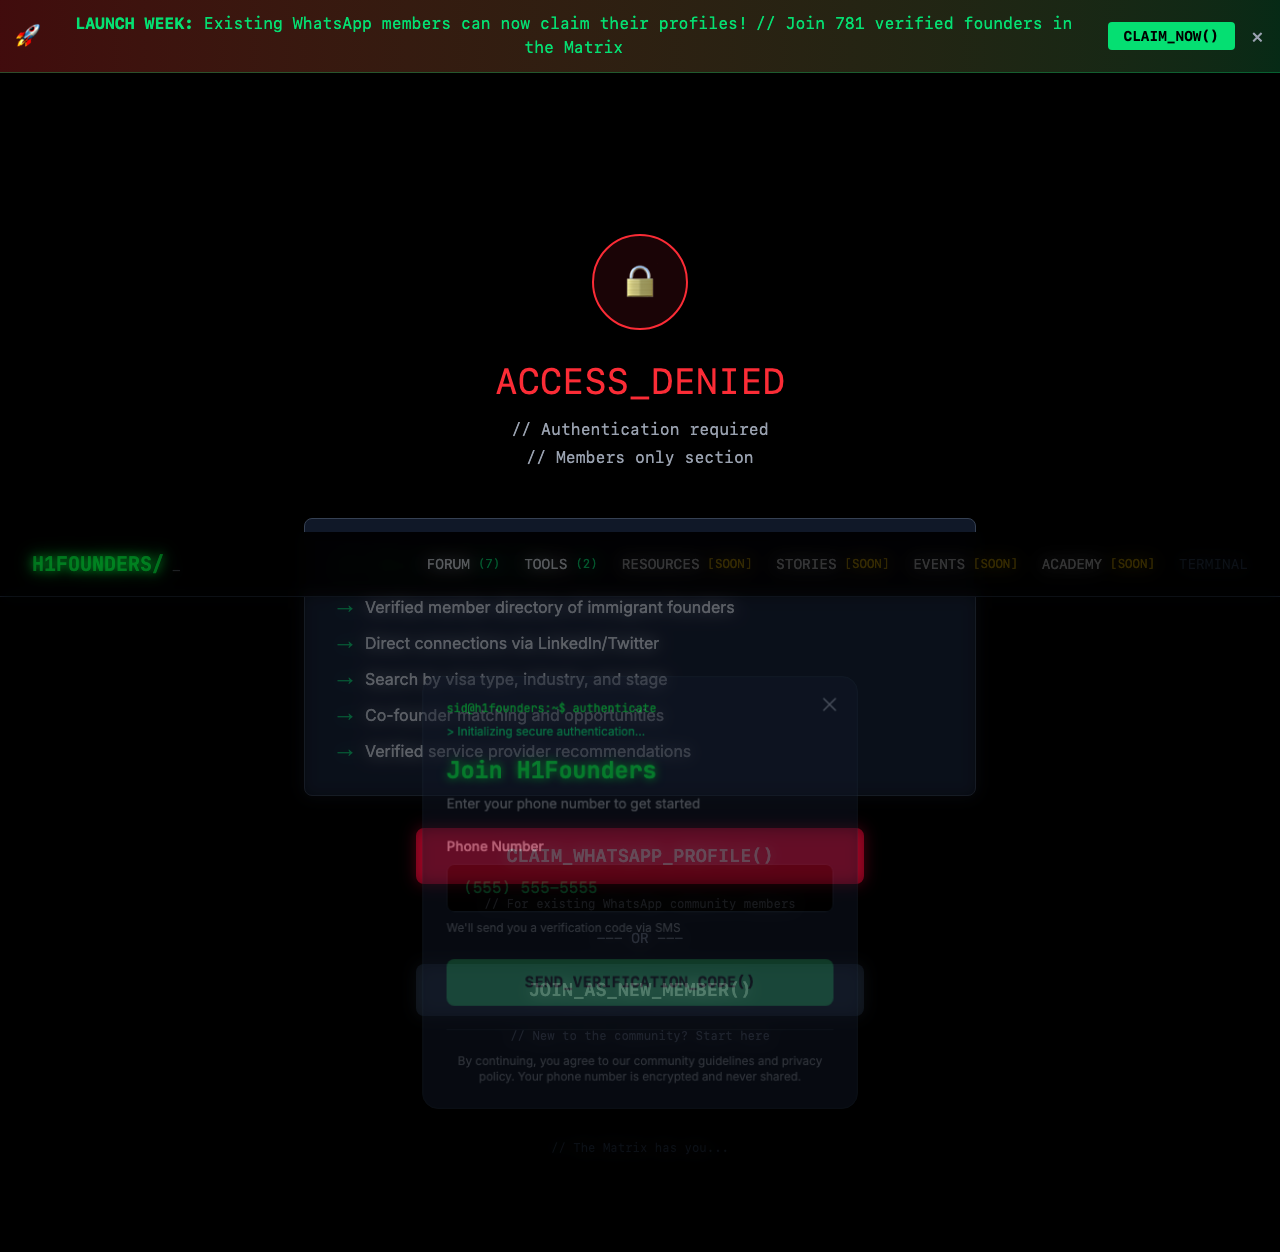 LAUNCH WEEK: Existing WhatsApp members can now claim their profiles! // Join 781 verified founders in
the Matrix
CLAIM_NOW()
×
ACCESS_DENIED
// Authentication required
// Members only section
H1FOUNDERS/ _
FORUM (7) TOOLS (2) RESOURCES [SOON] STORIES [SOON] EVENTS [SOON] ACADEMY [SOON] TERMINAL
→ Verified member directory of immigrant founders
→ Direct connections via LinkedIn/Twitter
→ Search by visa type, industry, and stage
→ Co-founder matching and opportunities
→ Verified service provider recommendations
sid@h1founders:~$ authenticate
> Initializing secure authentication...
Join H1Founders
Enter your phone number to get started
Phone Number
CLAIM_WHATSAPP_PROFILE()
(555) 555-5555
// For existing WhatsApp community members
We'll send you a verification code via SMS
——— OR ———
SEND_VERIFICATION_CODE()
JOIN_AS_NEW_MEMBER()
// New to the community? Start here
By continuing, you agree to our community guidelines and privacy
policy. Your phone number is encrypted and never shared.
// The Matrix has you...